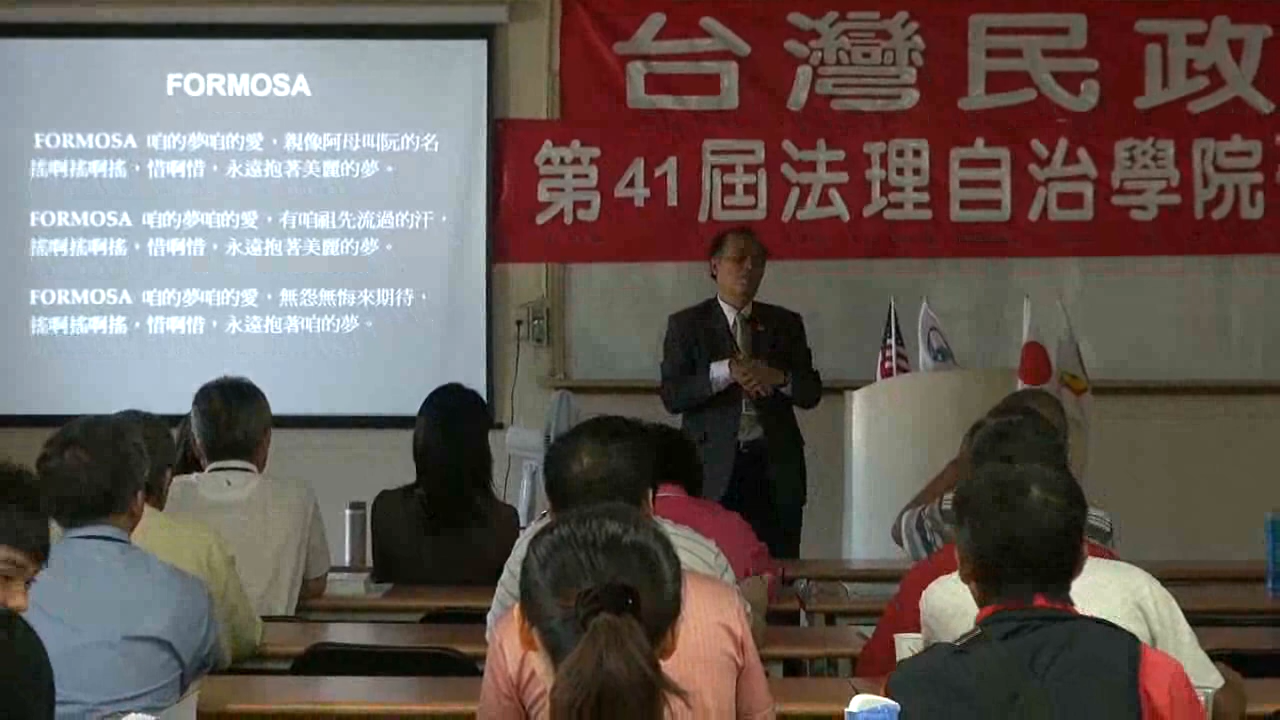 FORMOSA
FORMOSA 咱的夢咱的愛，親像阿母叫阮的名
搖啊搖啊搖，惜啊惜，永遠抱著美麗的夢。
FORMOSA 咱的夢咱的愛，有咱祖先流過的汗，
搖啊搖啊搖，惜啊惜，永遠抱著美麗的夢。
FORMOSA 咱的夢咱的愛，無怨無悔來期待，
搖啊搖啊搖，惜啊惜，永遠抱著咱的夢。
台灣民政
第41屆法理自治學院